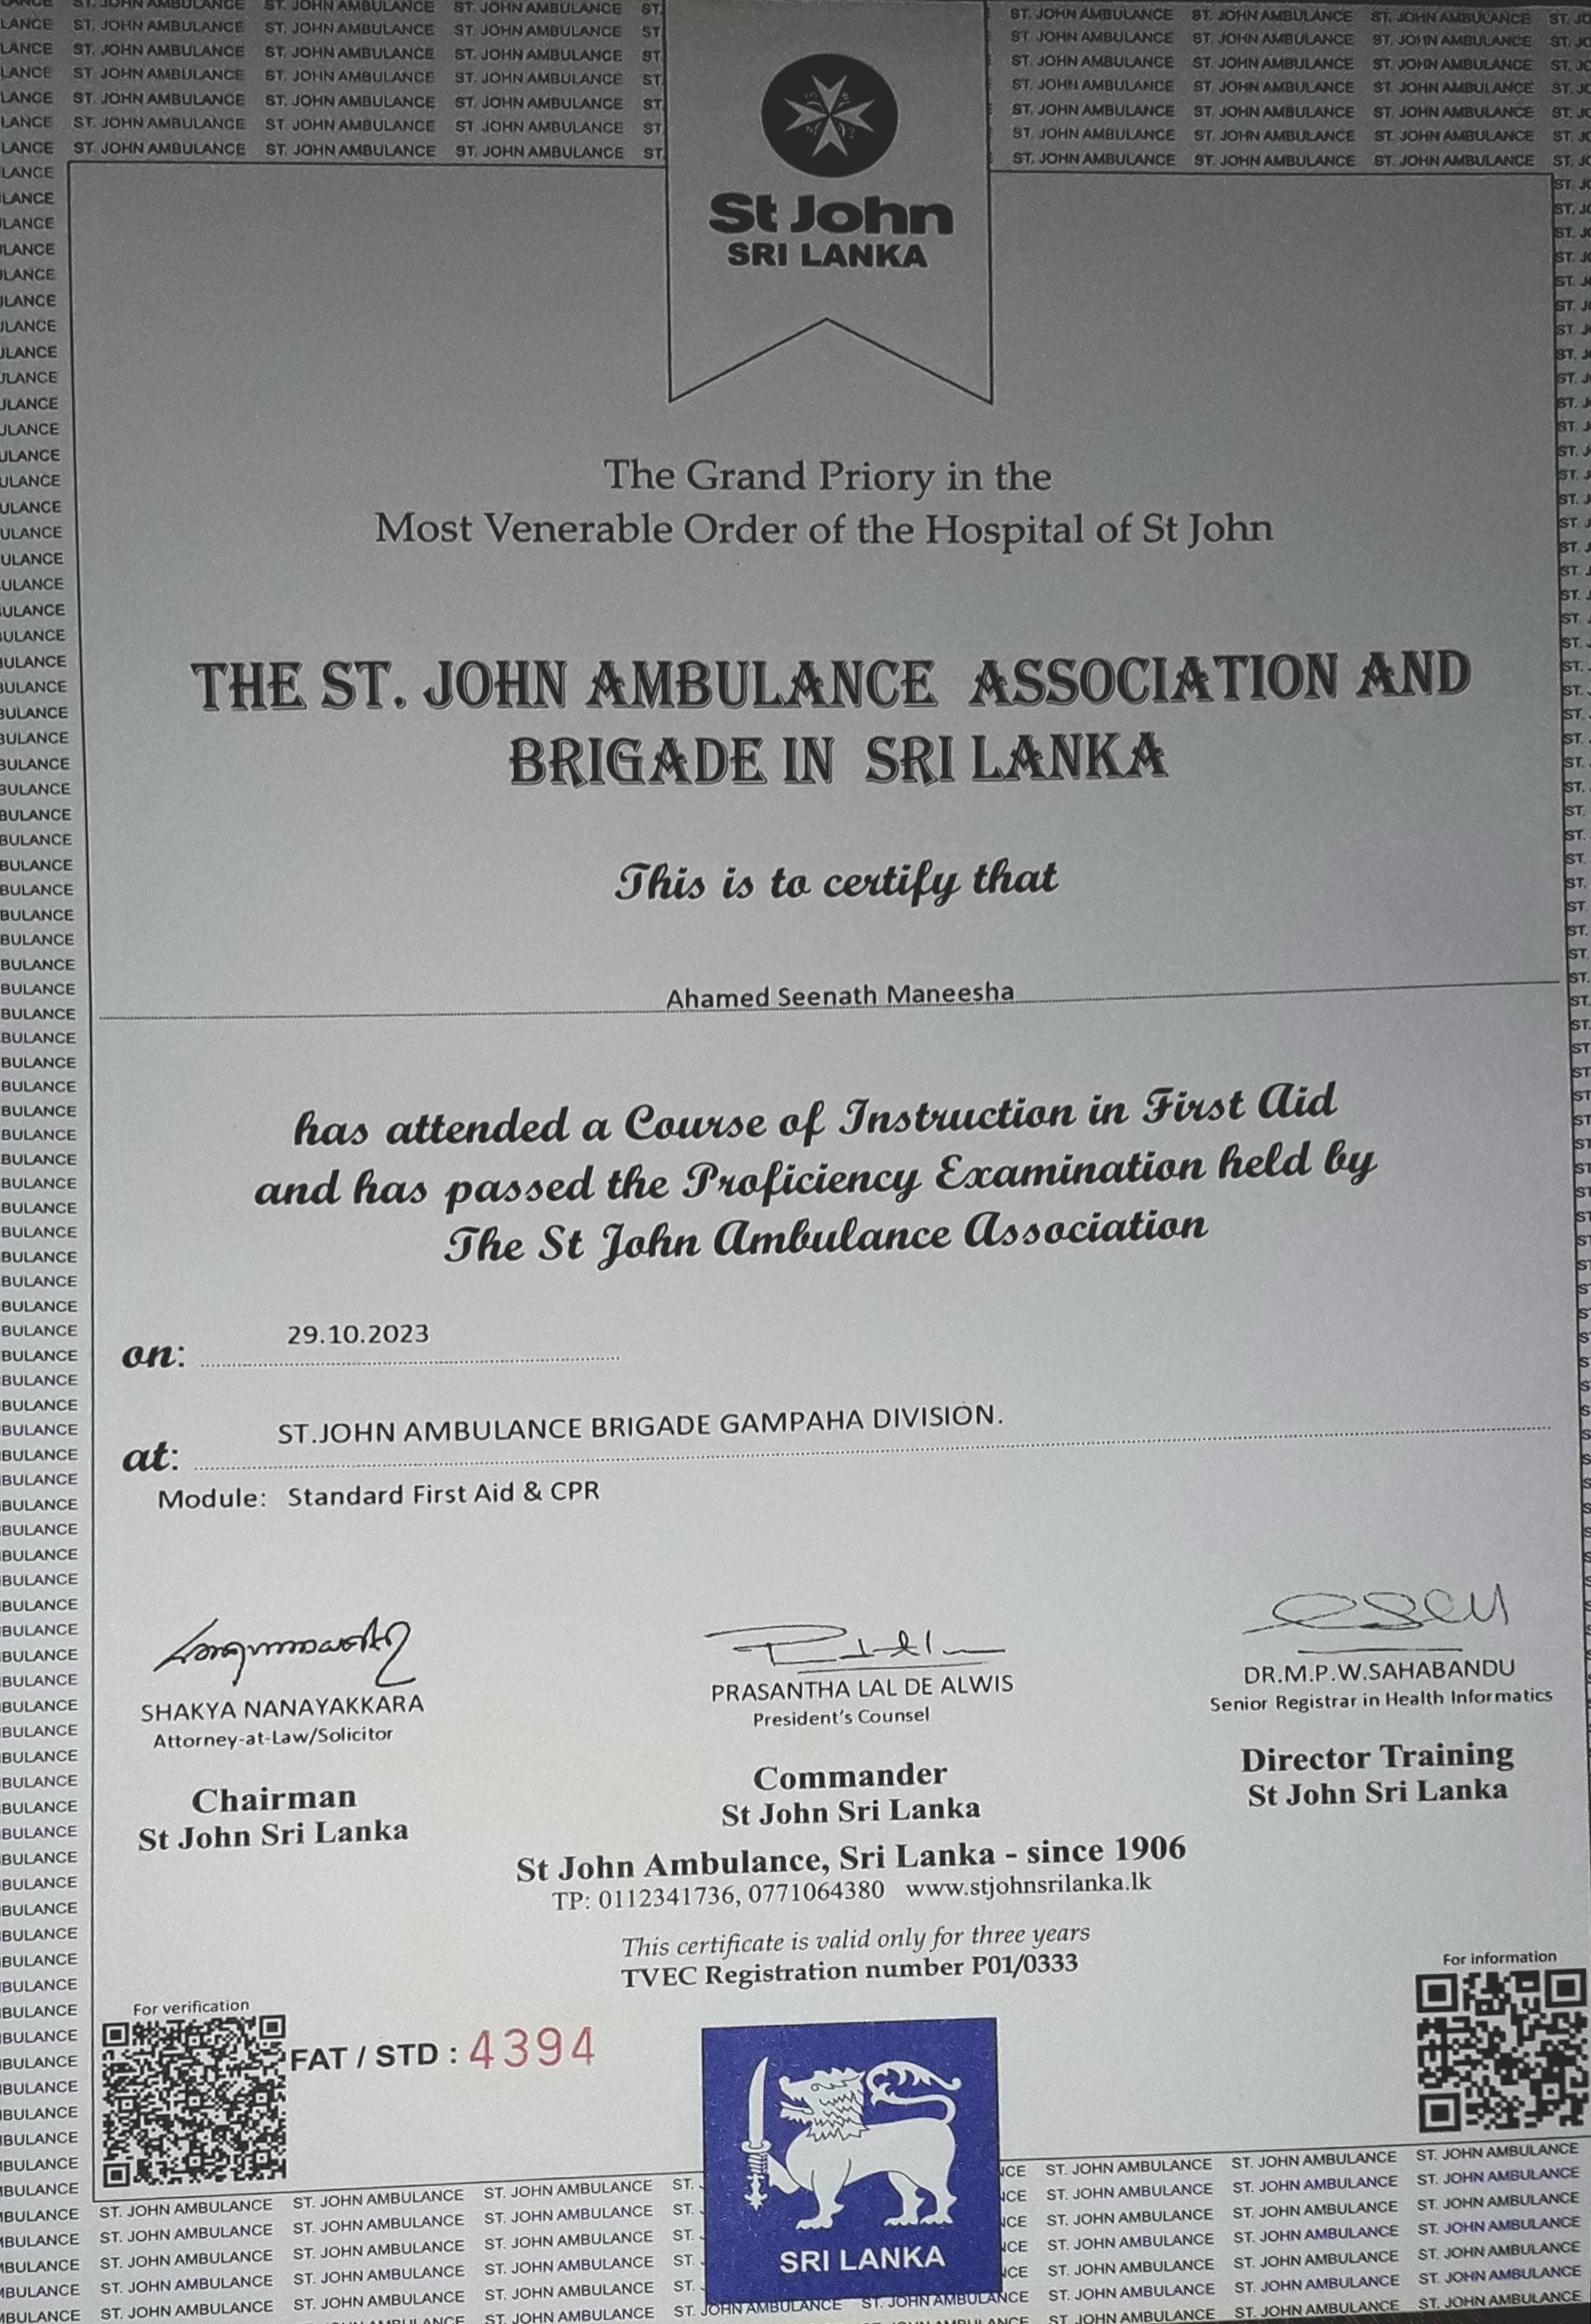 St John
SRI LANKA
The Grand Priory in the
Most Venerable Order of the Hospital of St John
THE ST. JOHN AMBULANCE ASSOCIATION AND
BRIGADE IN SRI LANKA
This is to certify that
Ahamed Seenath Maneesha
has attended a Course of Instruction in First Aid
and has passed the Proficiency Examination held by
The St John Ambulance Association
on: 29.10.2023
at: ST.JOHN AMBULANCE BRIGADE GAMPAHA DIVISION.
Module: Standard First Aid & CPR
SHAKYA NANAYAKKARA
Attorney-at-Law/Solicitor
Chairman
St John Sri Lanka
PRASANTHA LAL DE ALWIS
President's Counsel
Commander
St John Sri Lanka
DR.M.P.W.SAHABANDU
Senior Registrar in Health Informatics
Director Training
St John Sri Lanka
St John Ambulance, Sri Lanka - since 1906
TP: 0112341736, 0771064380 www.stjohnsrilanka.lk
This certificate is valid only for three years
TVEC Registration number P01/0333
For verification
FAT / STD : 4394
For information
SRI LANKA
ST. JOHN AMBULANCE ST. JOHN AMBULANCE ST. JOHN AMBULANCE